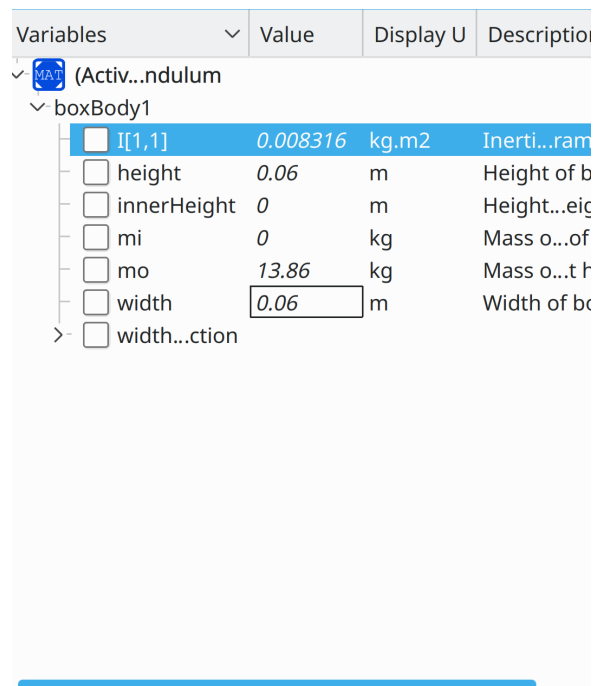 Variables Value Display U Description
MAT (Activ...ndulum
boxBody1
I[1,1] 0.008316 kg.m2 Inerti...ram
height 0.06 m Height of b
innerHeight 0 m Height...eig
mi 0 kg Mass o...of
mo 13.86 kg Mass o...t h
width 0.06 m Width of bo
width...ction